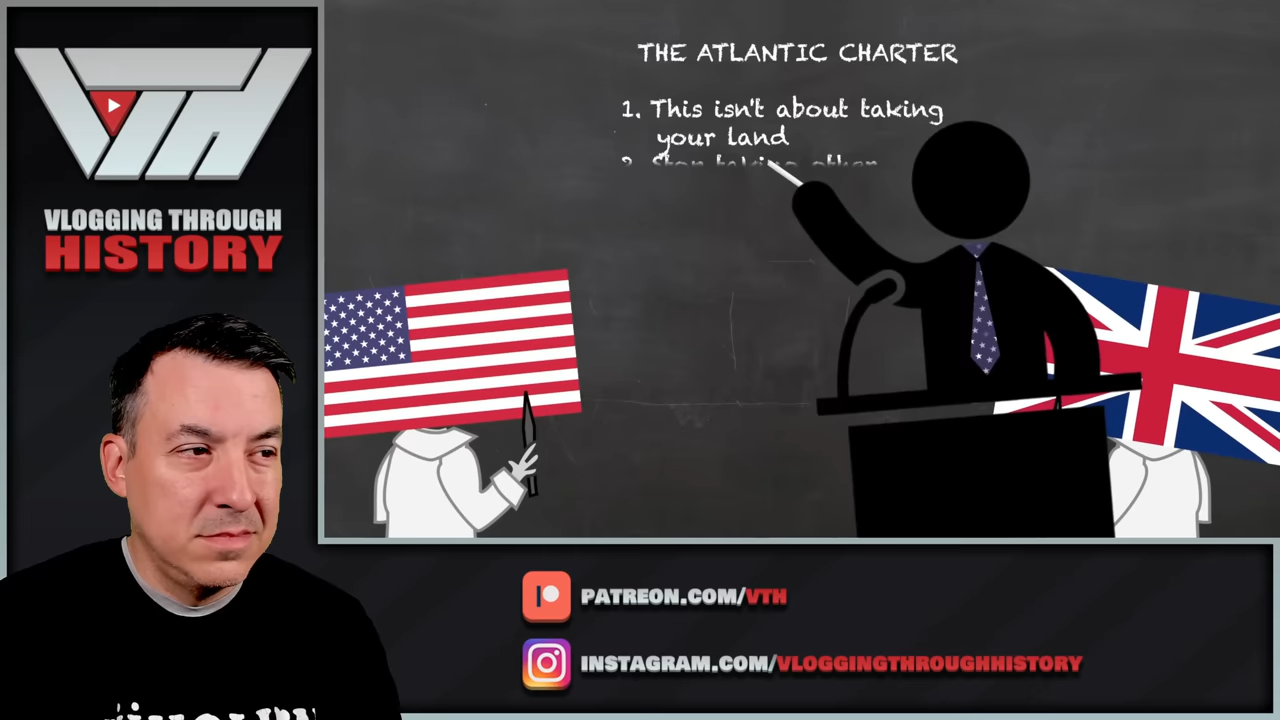 VTH
VLOGGING THROUGH
HISTORY
THE ATLANTIC CHARTER
1. This isn't about taking
your land
PATREON.COM/VTH
INSTAGRAM.COM/VLOGGINGTHROUGHHISTORY